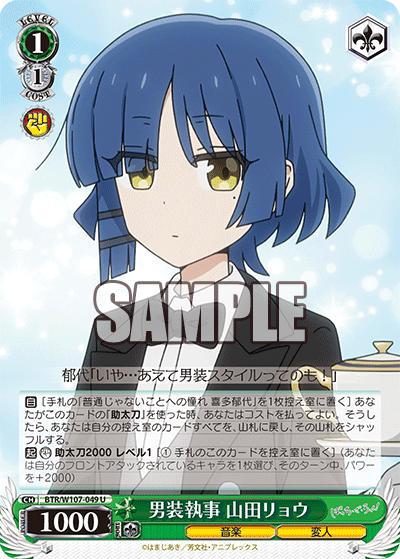 LEVEL
1
1
COST
SAMPLE
郁代「いや…あえて男装スタイルってのも!」
自 [手札の「普通じゃないことへの憧れ 喜多郁代」を1枚控え室に置く] あな
たがこのカードの『助太刀』を使った時、あなたはコストを払ってよい。そうし
たら、あなたは自分の控え室のカードすべてを、山札に戻し、その山札をシャッ
フルする。
起 助太刀2000 レベル1 [① 手札のこのカードを控え室に置く] (あなた
は自分のフロントアタックされているキャラを1枚選び、そのターン中、パワー
を+2000)
CH BTR/W107-049 U
1000
男装執事 山田リョウ
音楽
変人
©はまじあき/芳文社・アニプレックス